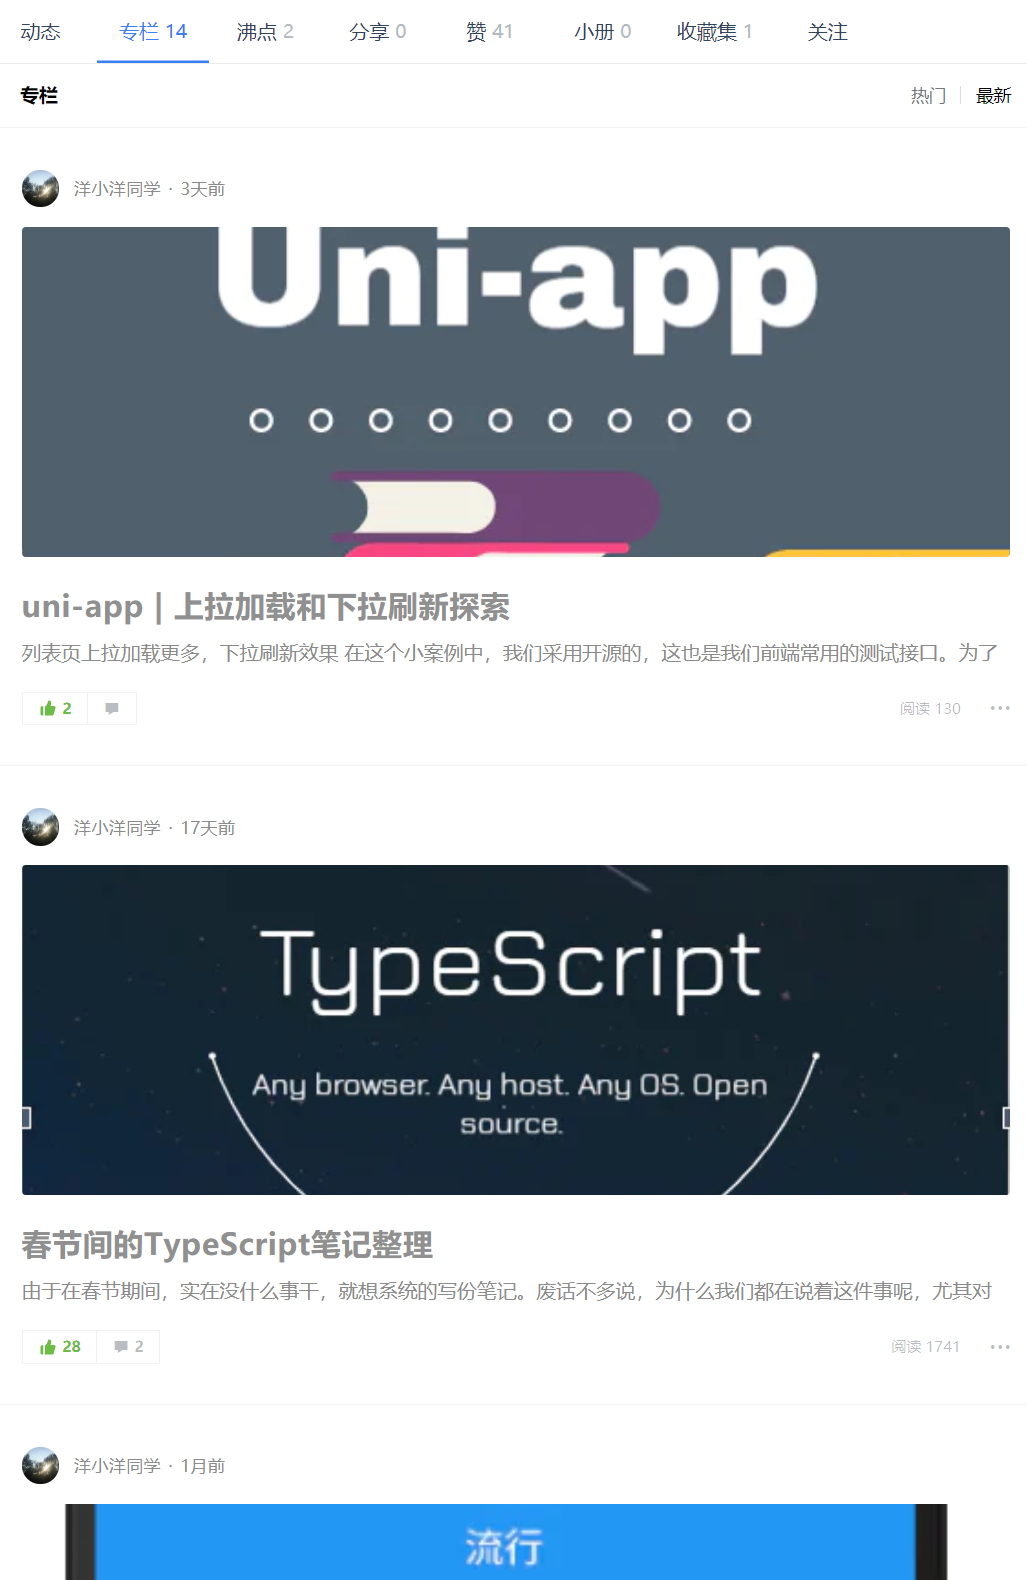 动态 专栏 14 沸点 2 分享 0 赞 41 小册 0 收藏集 1 关注
专栏 热门 最新
洋小洋同学 · 3天前
Uni-app
uni-app | 上拉加载和下拉刷新探索
列表页上拉加载更多，下拉刷新效果 在这个小案例中，我们采用开源的，这也是我们前端常用的测试接口。为了
2 阅读 130
洋小洋同学 · 17天前
TypeScript
Any browser. Any host. Any OS. Open
source.
春节间的TypeScript笔记整理
由于在春节期间，实在没什么事干，就想系统的写份笔记。废话不多说，为什么我们都在说着这件事呢，尤其对
28 2 阅读 1741
洋小洋同学 · 1月前
流行